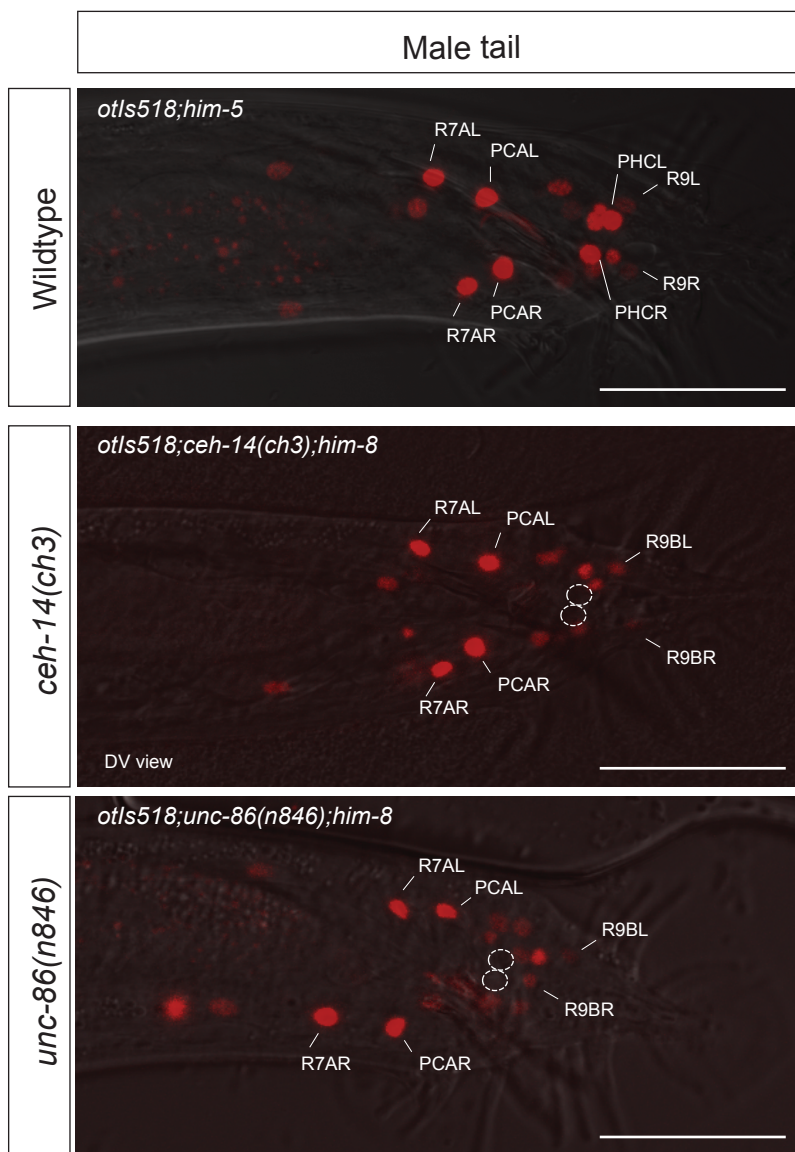 Male tail
Wildtype
otIs518;him-5
R7AL
PCAL
PHCL
R9L
R7AR
PCAR
PHCR
R9R
ceh-14(ch3)
otIs518;ceh-14(ch3);him-8
R7AL
PCAL
R9BL
R7AR
PCAR
R9BR
DV view
unc-86(n846)
otIs518;unc-86(n846);him-8
R7AL
PCAL
R9BL
R9BR
R7AR
PCAR